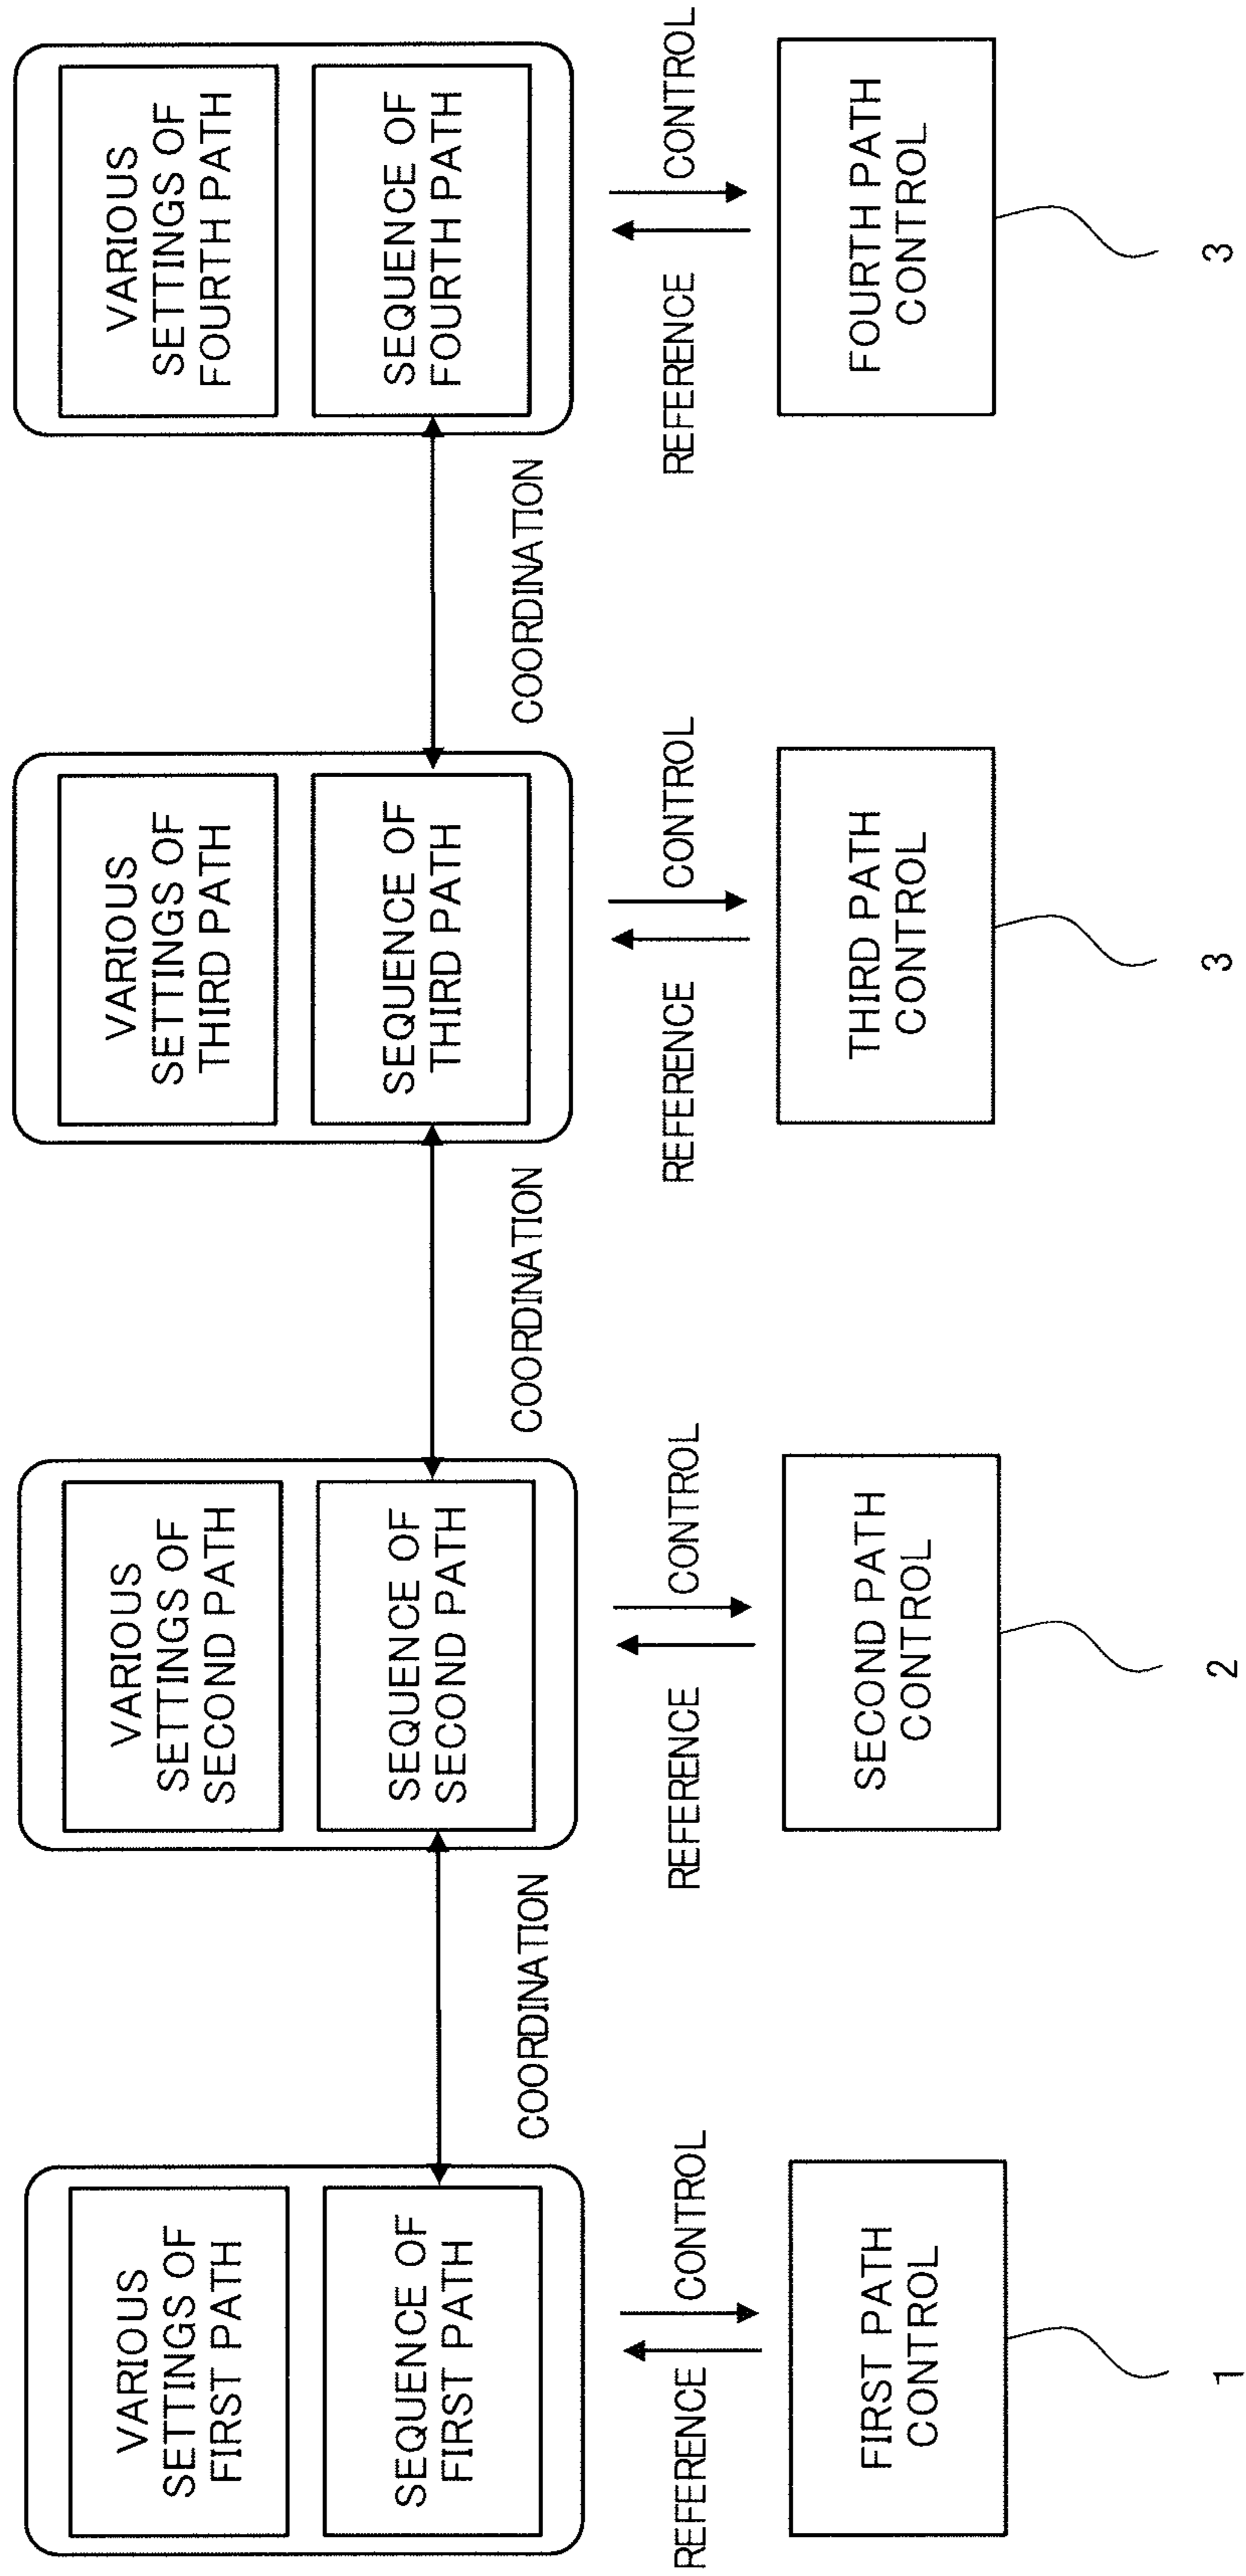 VARIOUS
SETTINGS OF
FIRST PATH
SEQUENCE OF
FIRST PATH
REFERENCE
CONTROL
FIRST PATH
CONTROL
1
COORDINATION
VARIOUS
SETTINGS OF
SECOND PATH
SEQUENCE OF
SECOND PATH
REFERENCE
CONTROL
SECOND PATH
CONTROL
2
COORDINATION
VARIOUS
SETTINGS OF
THIRD PATH
SEQUENCE OF
THIRD PATH
REFERENCE
CONTROL
THIRD PATH
CONTROL
3
COORDINATION
VARIOUS
SETTINGS OF
FOURTH PATH
SEQUENCE OF
FOURTH PATH
REFERENCE
CONTROL
FOURTH PATH
CONTROL
3